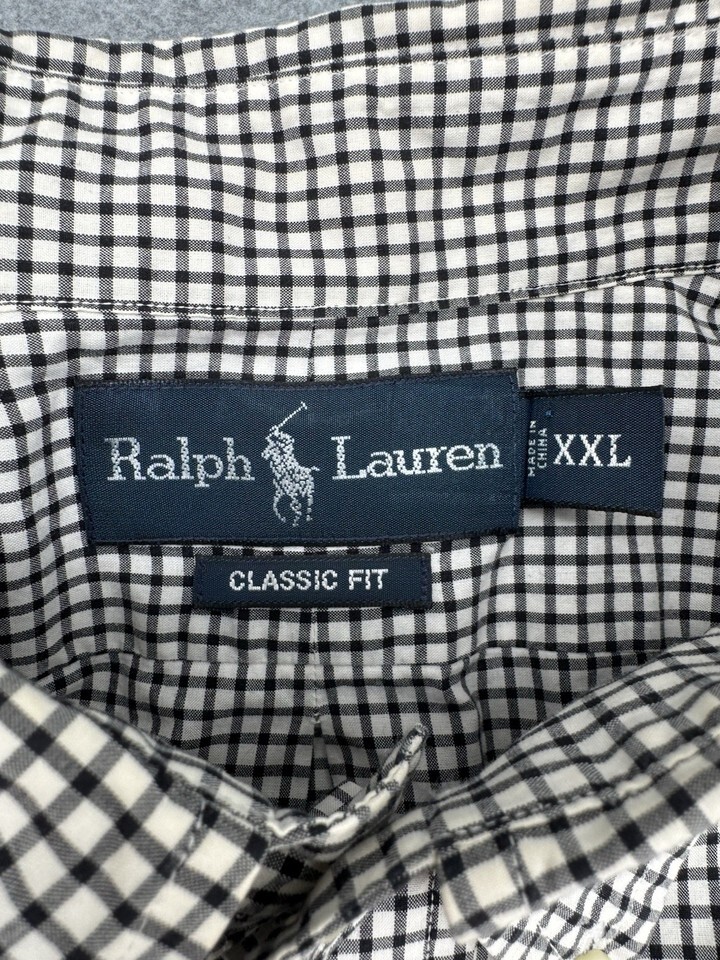 Ralph Lauren
MADE IN
CHINA
XXL
CLASSIC FIT